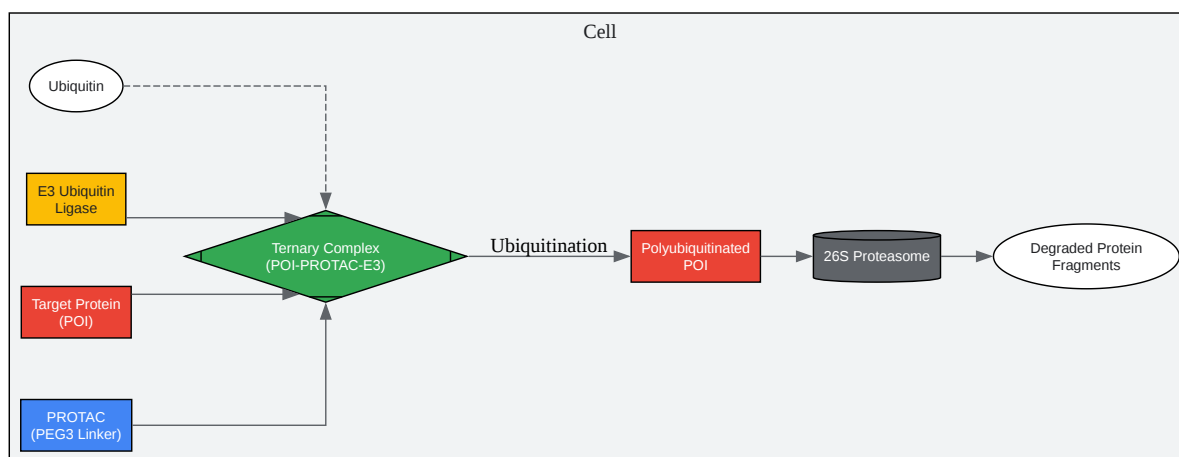 Cell
Ubiquitin
E3 Ubiquitin
Ligase
Target Protein
(POI)
PROTAC
(PEG3 Linker)
Ternary Complex
(POI-PROTAC-E3)
Ubiquitination
Polyubiquitinated
POI
26S Proteasome
Degraded Protein
Fragments